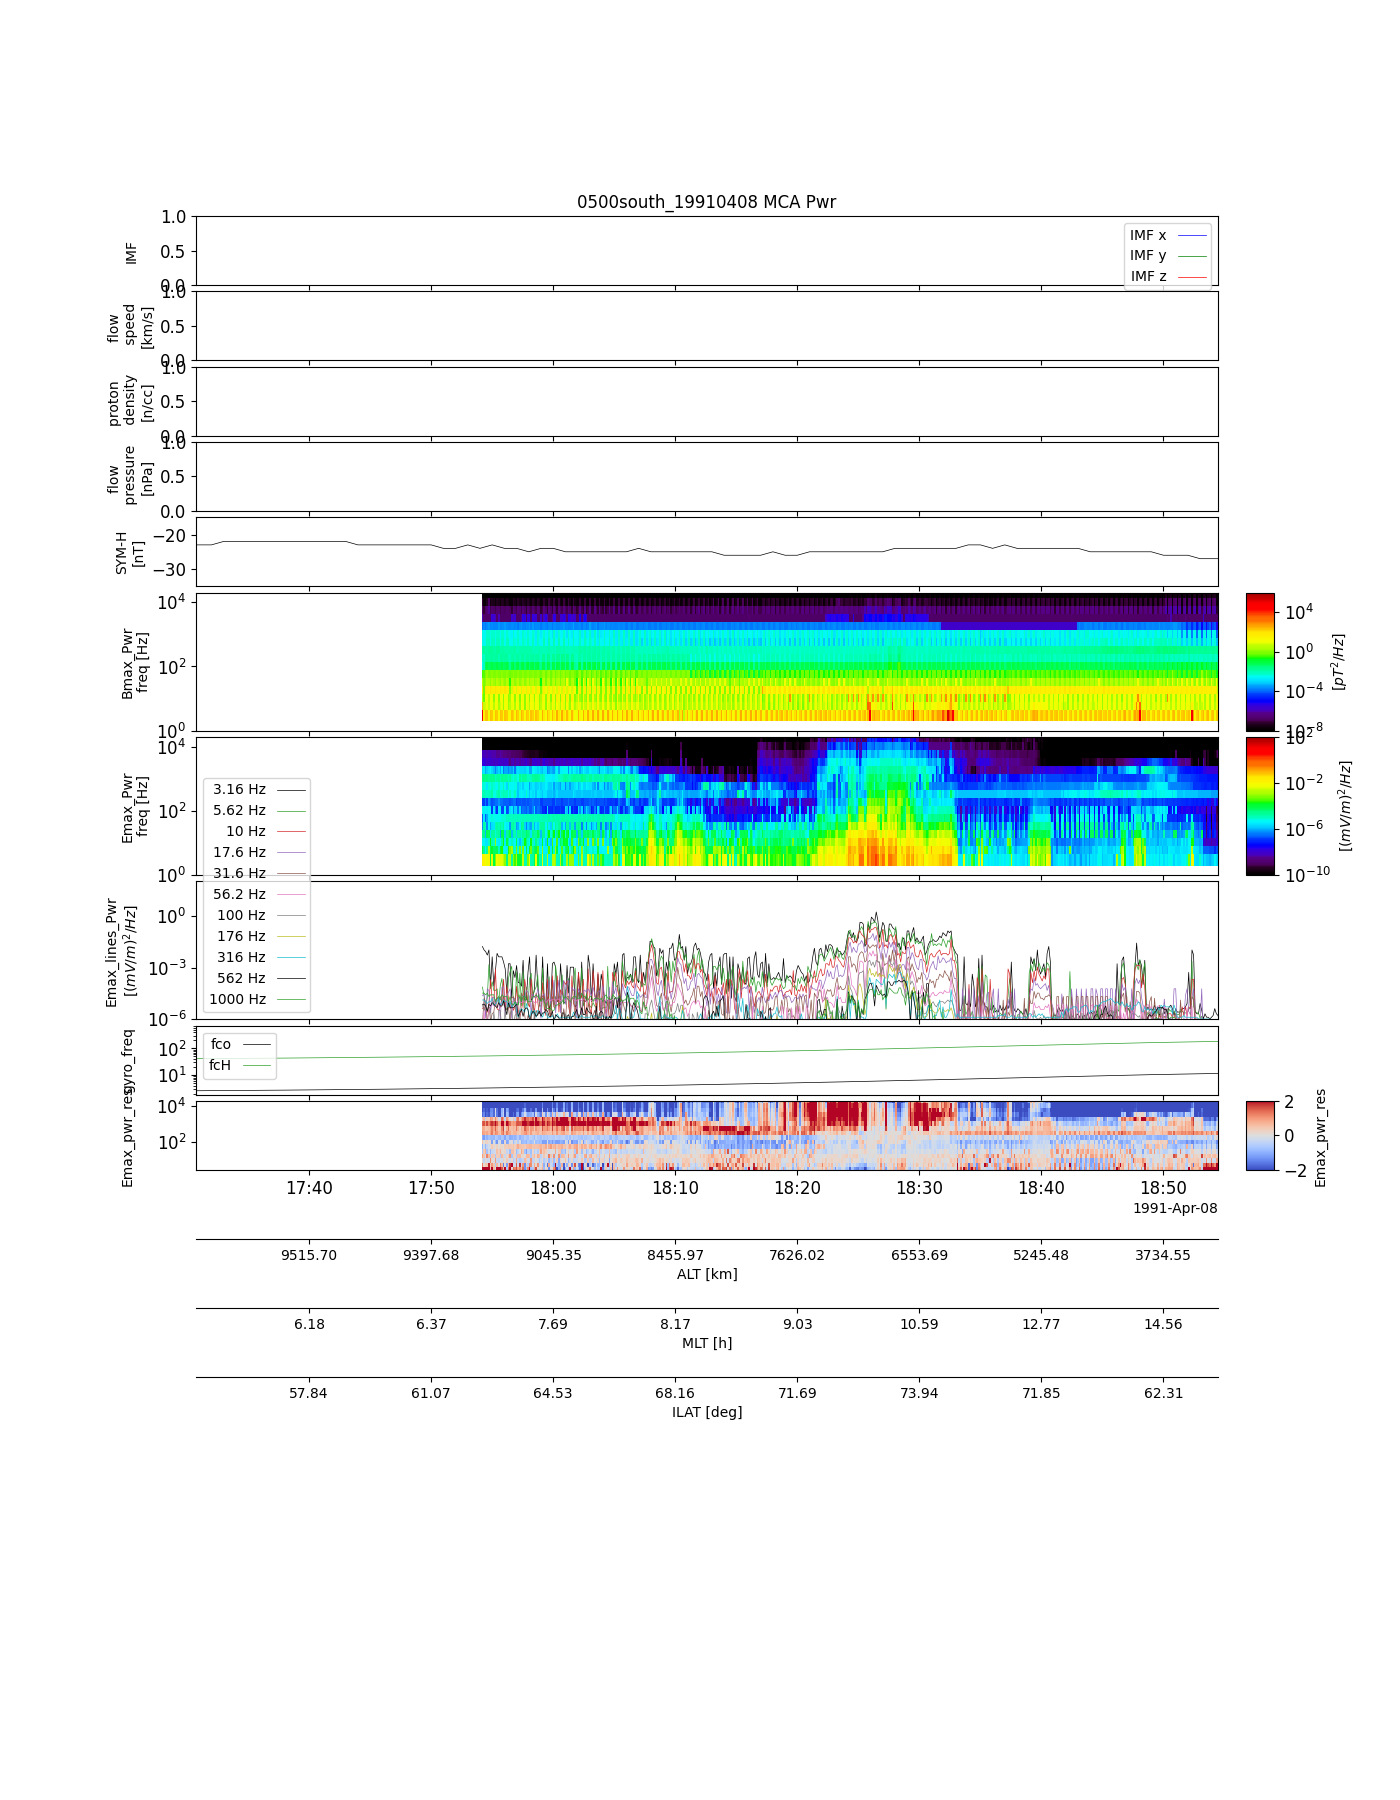 0500south_19910408 MCA Pwr
1.0
0.5
0.0
IMF
IMF x
IMF y
IMF z
1.0
0.5
0.0
flow
speed
[km/s]
1.0
0.5
0.0
proton
density
[n/cc]
1.0
0.5
0.0
flow
pressure
[nPa]
−20
−30
SYM-H
[nT]
10^4
10^2
10^0
Bmax_Pwr
freq [Hz]
10^4
10^0
10^−4
10^−8
[pT^2/Hz]
10^4
10^2
10^0
Emax_Pwr
freq [Hz]
10^2
10^−2
10^−6
10^−10
[(mV/m)^2/Hz]
3.16 Hz
5.62 Hz
10 Hz
17.6 Hz
31.6 Hz
56.2 Hz
100 Hz
176 Hz
316 Hz
562 Hz
1000 Hz
10^0
10^−3
10^−6
Emax_lines_Pwr
[(mV/m)^2/Hz]
fco
fcH
10^2
10^1
gyro_freq
10^4
10^2
Emax_pwr_res
2
0
−2
Emax_pwr_res
17:40 17:50 18:00 18:10 18:20 18:30 18:40 18:50
1991-Apr-08
9515.70 9397.68 9045.35 8455.97 7626.02 6553.69 5245.48 3734.55
ALT [km]
6.18 6.37 7.69 8.17 9.03 10.59 12.77 14.56
MLT [h]
57.84 61.07 64.53 68.16 71.69 73.94 71.85 62.31
ILAT [deg]